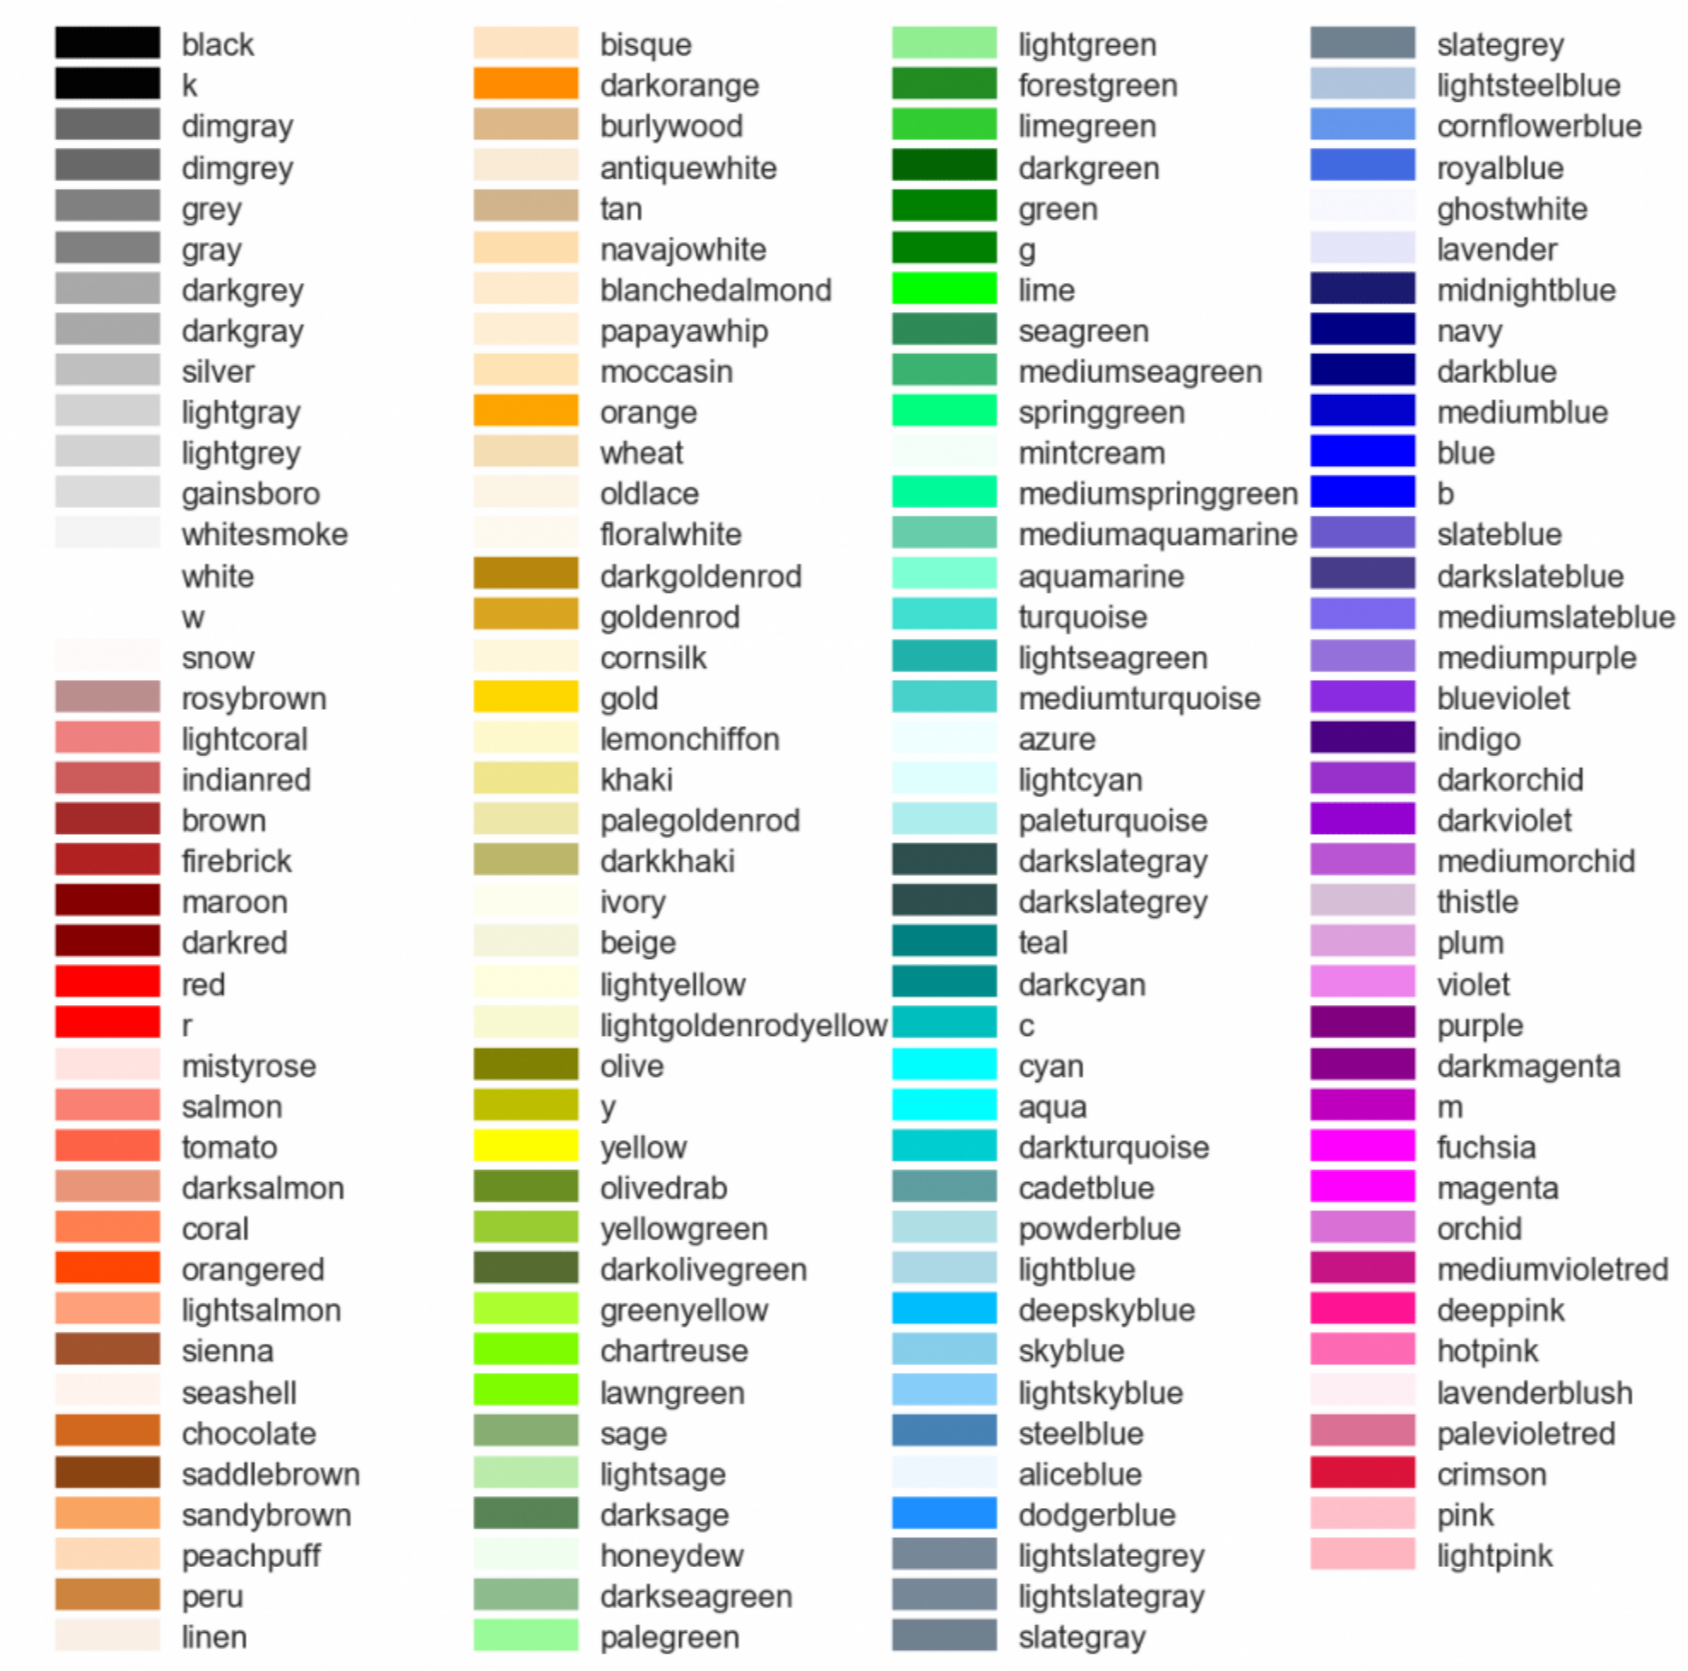 black
k
dimgray
dimgrey
grey
gray
darkgrey
darkgray
silver
lightgray
lightgrey
gainsboro
whitesmoke
white
w
snow
rosybrown
lightcoral
indianred
brown
firebrick
maroon
darkred
red
r
mistyrose
salmon
tomato
darksalmon
coral
orangered
lightsalmon
sienna
seashell
chocolate
saddlebrown
sandybrown
peachpuff
peru
linen
bisque
darkorange
burlywood
antiquewhite
tan
navajowhite
blanchedalmond
papayawhip
moccasin
orange
wheat
oldlace
floralwhite
darkgoldenrod
goldenrod
cornsilk
gold
lemonchiffon
khaki
palegoldenrod
darkkhaki
ivory
beige
lightyellow
lightgoldenrodyellow
olive
y
yellow
olivedrab
yellowgreen
darkolivegreen
greenyellow
chartreuse
lawngreen
sage
lightsage
darksage
honeydew
darkseagreen
palegreen
lightgreen
forestgreen
limegreen
darkgreen
green
g
lime
seagreen
mediumseagreen
springgreen
mintcream
mediumspringgreen
mediumaquamarine
aquamarine
turquoise
lightseagreen
mediumturquoise
azure
lightcyan
paleturquoise
darkslategray
darkslategrey
teal
darkcyan
c
cyan
aqua
darkturquoise
cadetblue
powderblue
lightblue
deepskyblue
skyblue
lightskyblue
steelblue
aliceblue
dodgerblue
lightslategrey
lightslategray
slategray
slategrey
lightsteelblue
cornflowerblue
royalblue
ghostwhite
lavender
midnightblue
navy
darkblue
mediumblue
blue
b
slateblue
darkslateblue
mediumslateblue
mediumpurple
blueviolet
indigo
darkorchid
darkviolet
mediumorchid
thistle
plum
violet
purple
darkmagenta
m
fuchsia
magenta
orchid
mediumvioletred
deeppink
hotpink
lavenderblush
palevioletred
crimson
pink
lightpink